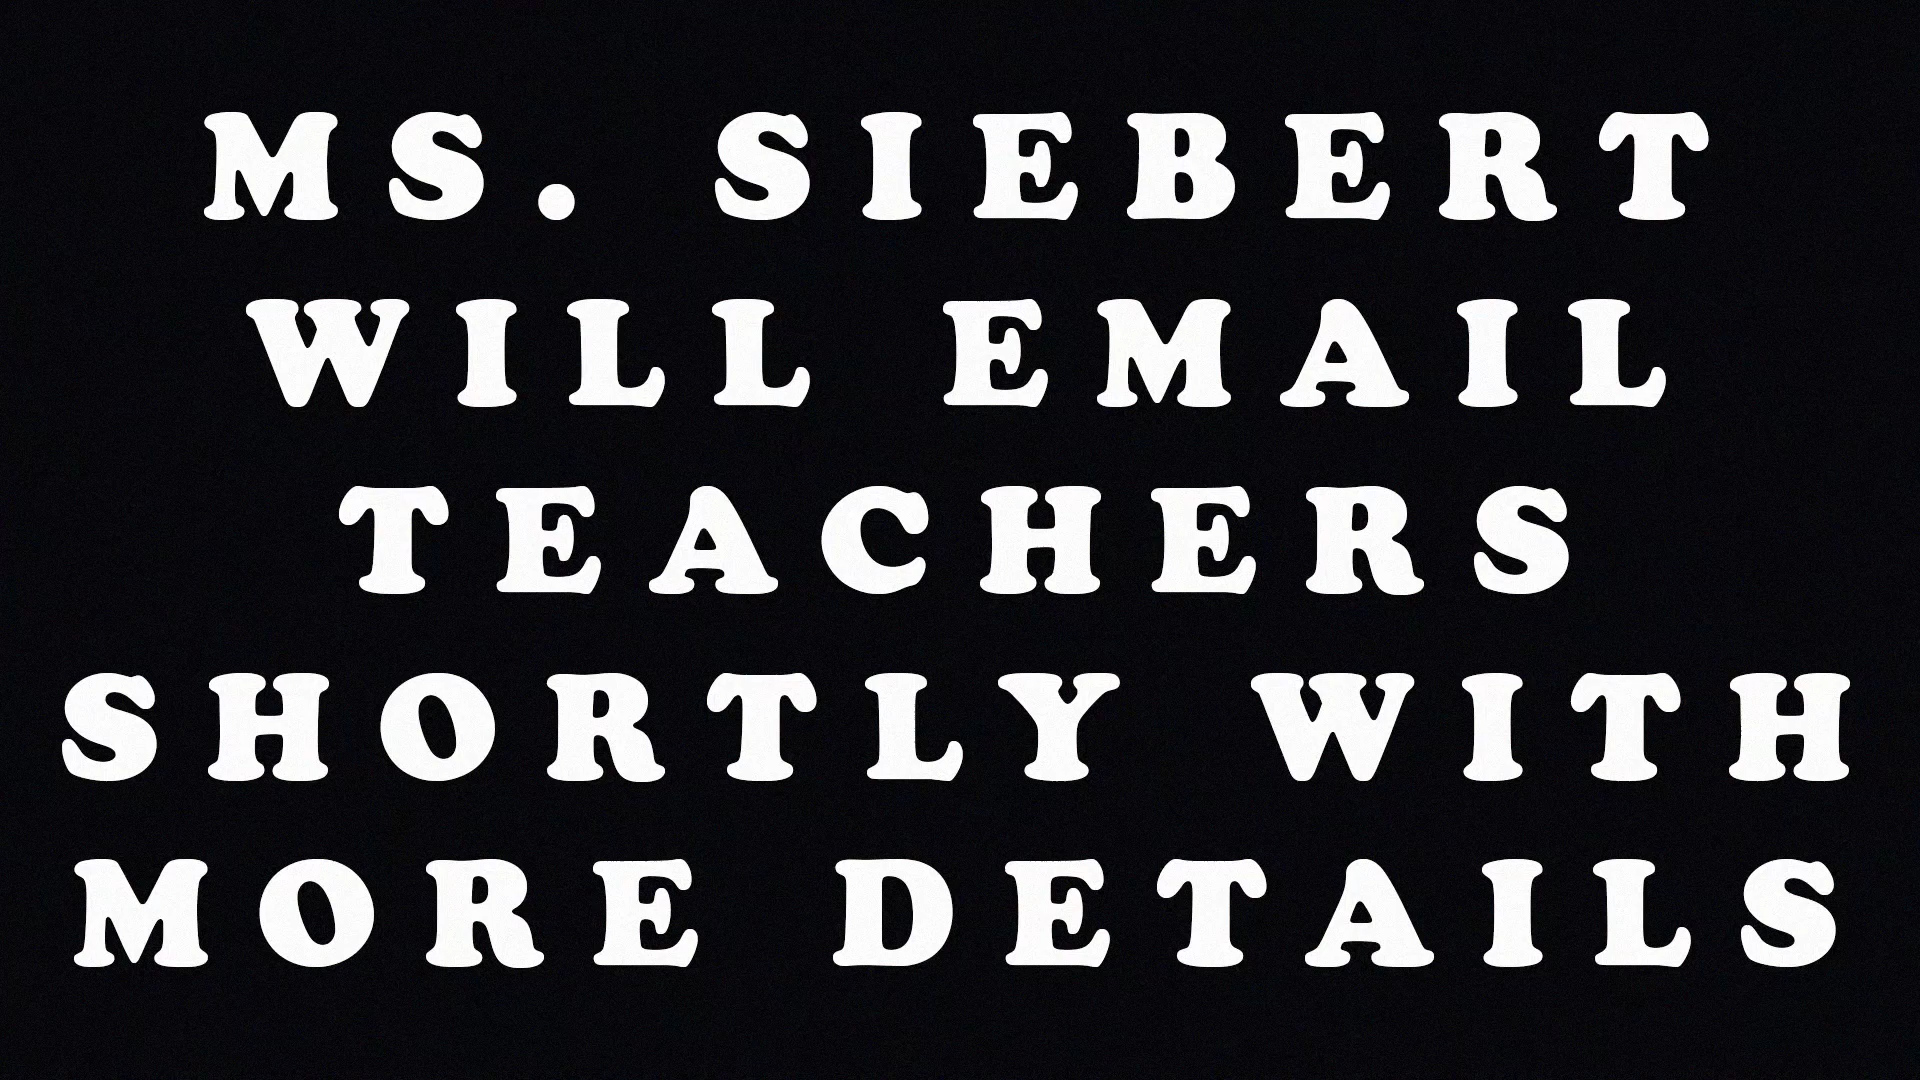 MS. SIEBERT
WILL EMAIL
TEACHERS
SHORTLY WITH
MORE DETAILS